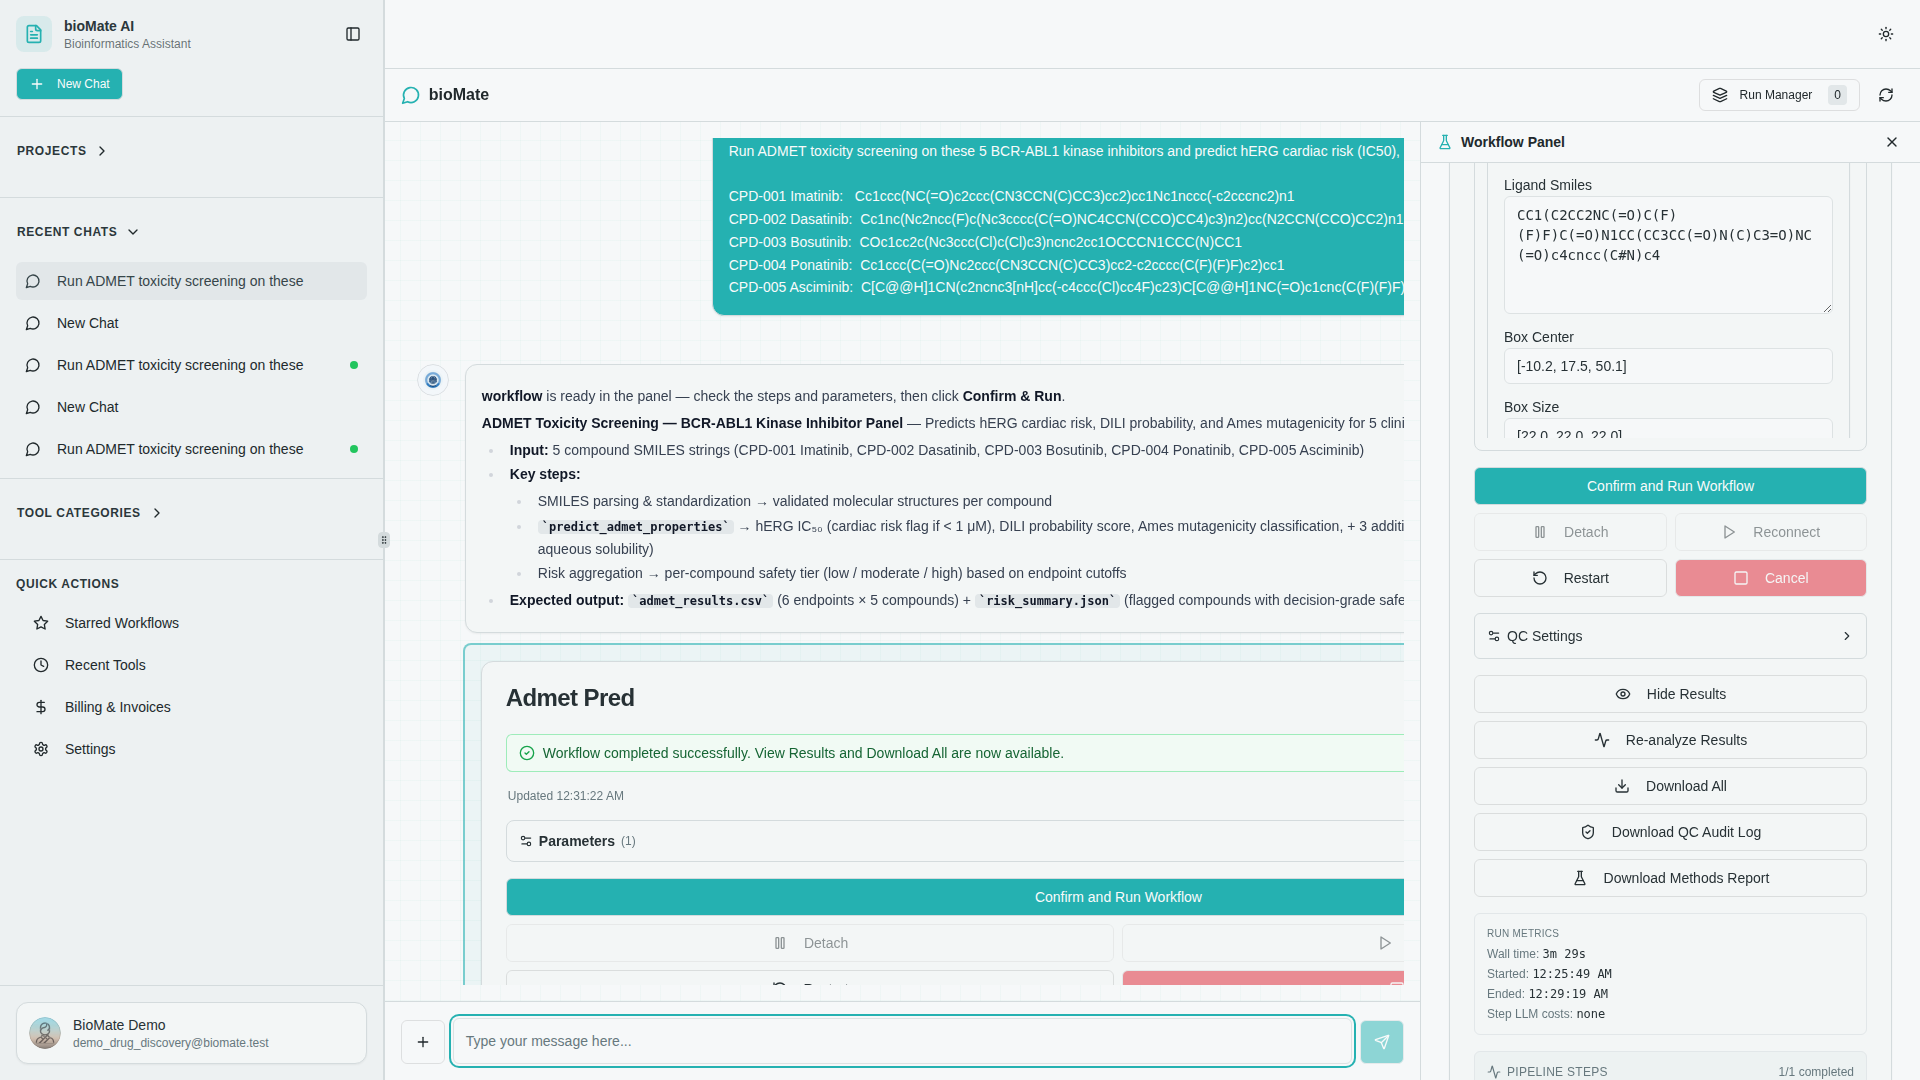 bioMate AI
Bioinformatics Assistant
New Chat
PROJECTS
RECENT CHATS
Run ADMET toxicity screening on these
New Chat
Run ADMET toxicity screening on these
New Chat
Run ADMET toxicity screening on these
TOOL CATEGORIES
QUICK ACTIONS
Starred Workflows
Recent Tools
Billing & Invoices
Settings
BioMate Demo
demo_drug_discovery@biomate.test
bioMate
Run Manager 0
Run ADMET toxicity screening on these 5 BCR-ABL1 kinase inhibitors and predict hERG cardiac risk (IC50),
CPD-001 Imatinib: Cc1ccc(NC(=O)c2ccc(CN3CCN(C)CC3)cc2)cc1Nc1nccc(-c2cccnc2)n1
CPD-002 Dasatinib: Cc1nc(Nc2ncc(F)c(Nc3cccc(C(=O)NC4CCN(CCO)CC4)c3)n2)cc(N2CCN(CCO)CC2)n1
CPD-003 Bosutinib: COc1cc2c(Nc3ccc(Cl)c(Cl)c3)ncnc2cc1OCCCN1CCC(N)CC1
CPD-004 Ponatinib: Cc1ccc(C(=O)Nc2ccc(CN3CCN(C)CC3)cc2-c2cccc(C(F)(F)F)c2)cc1
CPD-005 Asciminib: C[C@@H]1CN(c2ncnc3[nH]cc(-c4ccc(Cl)cc4F)c23)C[C@@H]1NC(=O)c1cnc(C(F)(F)F)
workflow is ready in the panel — check the steps and parameters, then click Confirm & Run.
ADMET Toxicity Screening — BCR-ABL1 Kinase Inhibitor Panel — Predicts hERG cardiac risk, DILI probability, and Ames mutagenicity for 5 clini
Input: 5 compound SMILES strings (CPD-001 Imatinib, CPD-002 Dasatinib, CPD-003 Bosutinib, CPD-004 Ponatinib, CPD-005 Asciminib)
Key steps:
SMILES parsing & standardization → validated molecular structures per compound
`predict_admet_properties` → hERG IC₅₀ (cardiac risk flag if < 1 μM), DILI probability score, Ames mutagenicity classification, + 3 additi
aqueous solubility)
Risk aggregation → per-compound safety tier (low / moderate / high) based on endpoint cutoffs
Expected output: `admet_results.csv` (6 endpoints × 5 compounds) + `risk_summary.json` (flagged compounds with decision-grade safe
Admet Pred
Workflow completed successfully. View Results and Download All are now available.
Updated 12:31:22 AM
Parameters (1)
Confirm and Run Workflow
Detach
Restart
Type your message here...
Workflow Panel
Ligand Smiles
CC1(C2CC2NC(=O)C(F)
(F)F)C(=O)N1CC(CC3CC(=O)N(C)C3=O)NC
(=O)c4cncc(C#N)c4
Box Center
[-10.2, 17.5, 50.1]
Box Size
[22.0, 22.0, 22.0]
Confirm and Run Workflow
Detach
Reconnect
Restart
Cancel
QC Settings
Hide Results
Re-analyze Results
Download All
Download QC Audit Log
Download Methods Report
RUN METRICS
Wall time: 3m 29s
Started: 12:25:49 AM
Ended: 12:29:19 AM
Step LLM costs: none
PIPELINE STEPS 1/1 completed